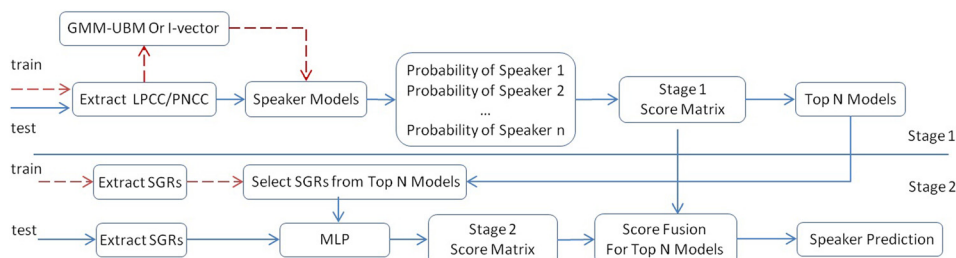 GMM-UBM Or I-vector
train
Extract LPCC/PNCC
Speaker Models
Probability of Speaker 1
Probability of Speaker 2
...
Probability of Speaker n
Stage 1
Score Matrix
Top N Models
test
Stage 1
train
Extract SGRs
Select SGRs from Top N Models
Stage 2
test
Extract SGRs
MLP
Stage 2
Score Matrix
Score Fusion
For Top N Models
Speaker Prediction